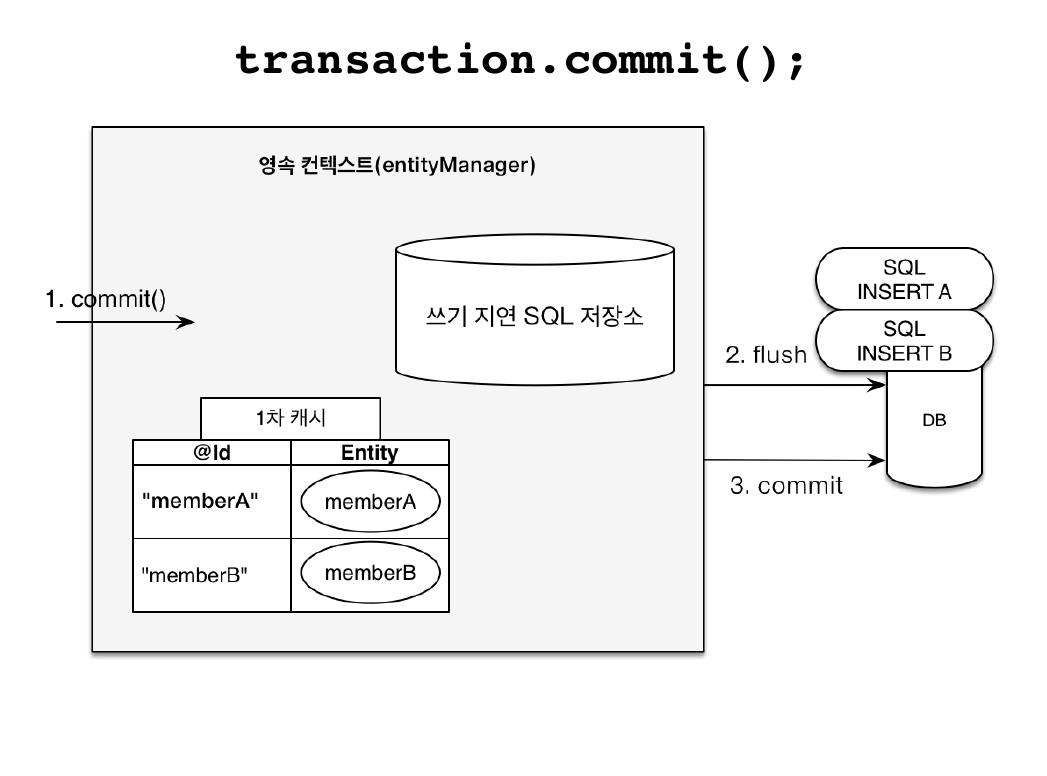 transaction.commit();
영속 컨텍스트(entityManager)
1. commit()
쓰기 지연 SQL 저장소
SQL
INSERT A
SQL
INSERT B
2. flush
DB
3. commit
1차 캐시
@Id Entity
"memberA" memberA
"memberB" memberB